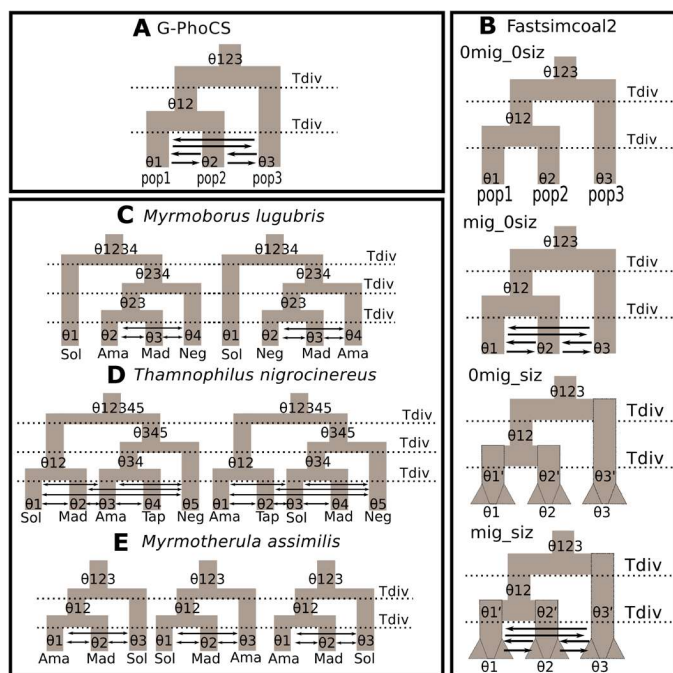 A G-PhoCS
θ123
Tdiv
θ12
Tdiv
θ1 θ2 θ3
pop1 pop2 pop3
B Fastsimcoal2
0mig_0siz
θ123
Tdiv
θ12
Tdiv
θ1 θ2 θ3
pop1 pop2 pop3
mig_0siz
θ123
Tdiv
θ12
Tdiv
θ1 θ2 θ3
0mig_siz
θ123
Tdiv
θ12
Tdiv
θ1' θ2' θ3'
θ1 θ2 θ3
mig_siz
θ123
Tdiv
θ12
θ1' θ2' θ3' Tdiv
θ1 θ2 θ3
C Myrmoborus lugubris
θ1234 θ1234
Tdiv
θ234 θ234
Tdiv
θ23 θ23
Tdiv
θ1 θ2 θ3 θ4 θ1 θ2 θ3 θ4
Sol Ama Mad Neg Sol Neg Mad Ama
D Thamnophilus nigrocinereus
θ12345 θ12345
Tdiv
θ345 θ345
Tdiv
θ12 θ34 θ12 θ34
Tdiv
θ1 θ2 θ3 θ4 θ5 θ1 θ2 θ3 θ4 θ5
Sol Mad Ama Tap Neg Ama Tap Sol Mad Neg
E Myrmotherula assimilis
θ123 θ123 θ123
Tdiv
θ12 θ12 θ12
Tdiv
θ1 θ2 θ3 θ1 θ2 θ3 θ1 θ2 θ3
Ama Mad Sol Sol Mad Ama Ama Mad Sol